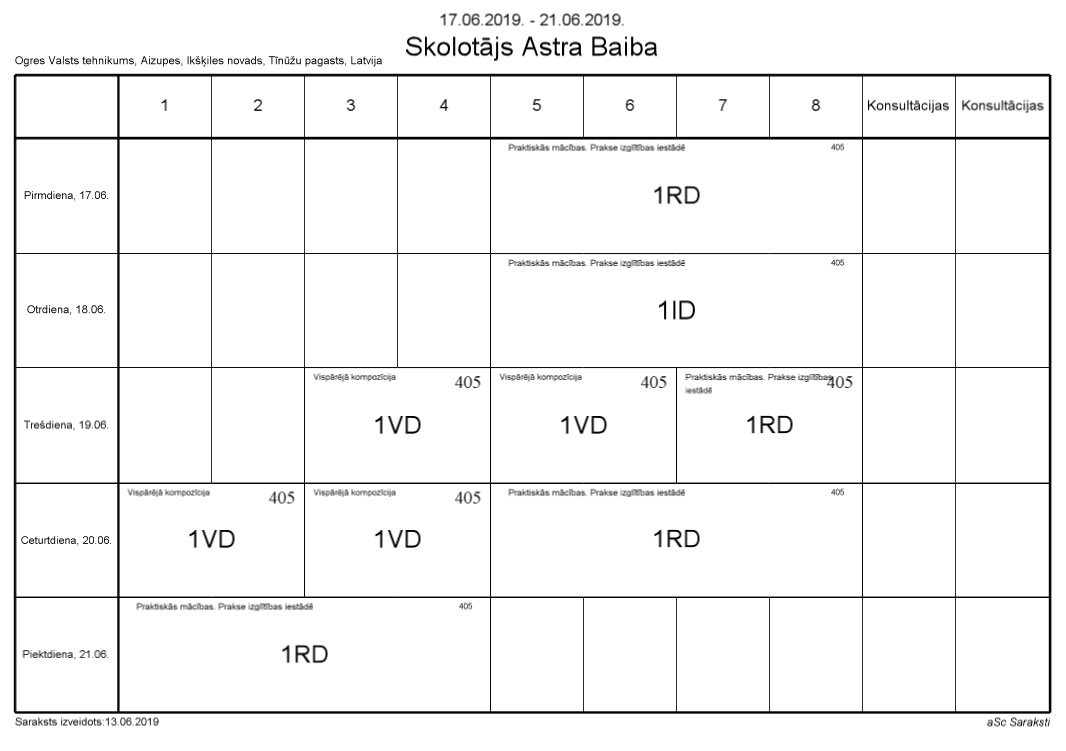 17.06.2019. - 21.06.2019.
Skolotājs Astra Baiba
Ogres Valsts tehnikums, Aizupes, Ikšķiles novads, Tīnūžu pagasts, Latvija
1 2 3 4 5 6 7 8 Konsultācijas Konsultācijas
Praktiskās mācības. Prakse izglītības iestādē 405
Pirmdiena, 17.06. 1RD
Praktiskās mācības. Prakse izglītības iestādē 405
Otrdiena, 18.06. 1ID
Vispārējā kompozīcija 405 Vispārējā kompozīcija 405 Praktiskās mācības. Prakse izglītības 405
iestādē
Trešdiena, 19.06. 1VD 1VD 1RD
Vispārējā kompozīcija 405 Vispārējā kompozīcija 405 Praktiskās mācības. Prakse izglītības iestādē 405
Ceturtdiena, 20.06. 1VD 1VD 1RD
Praktiskās mācības. Prakse izglītības iestādē 405
Piektdiena, 21.06. 1RD
Saraksts izveidots:13.06.2019 aSc Saraksti